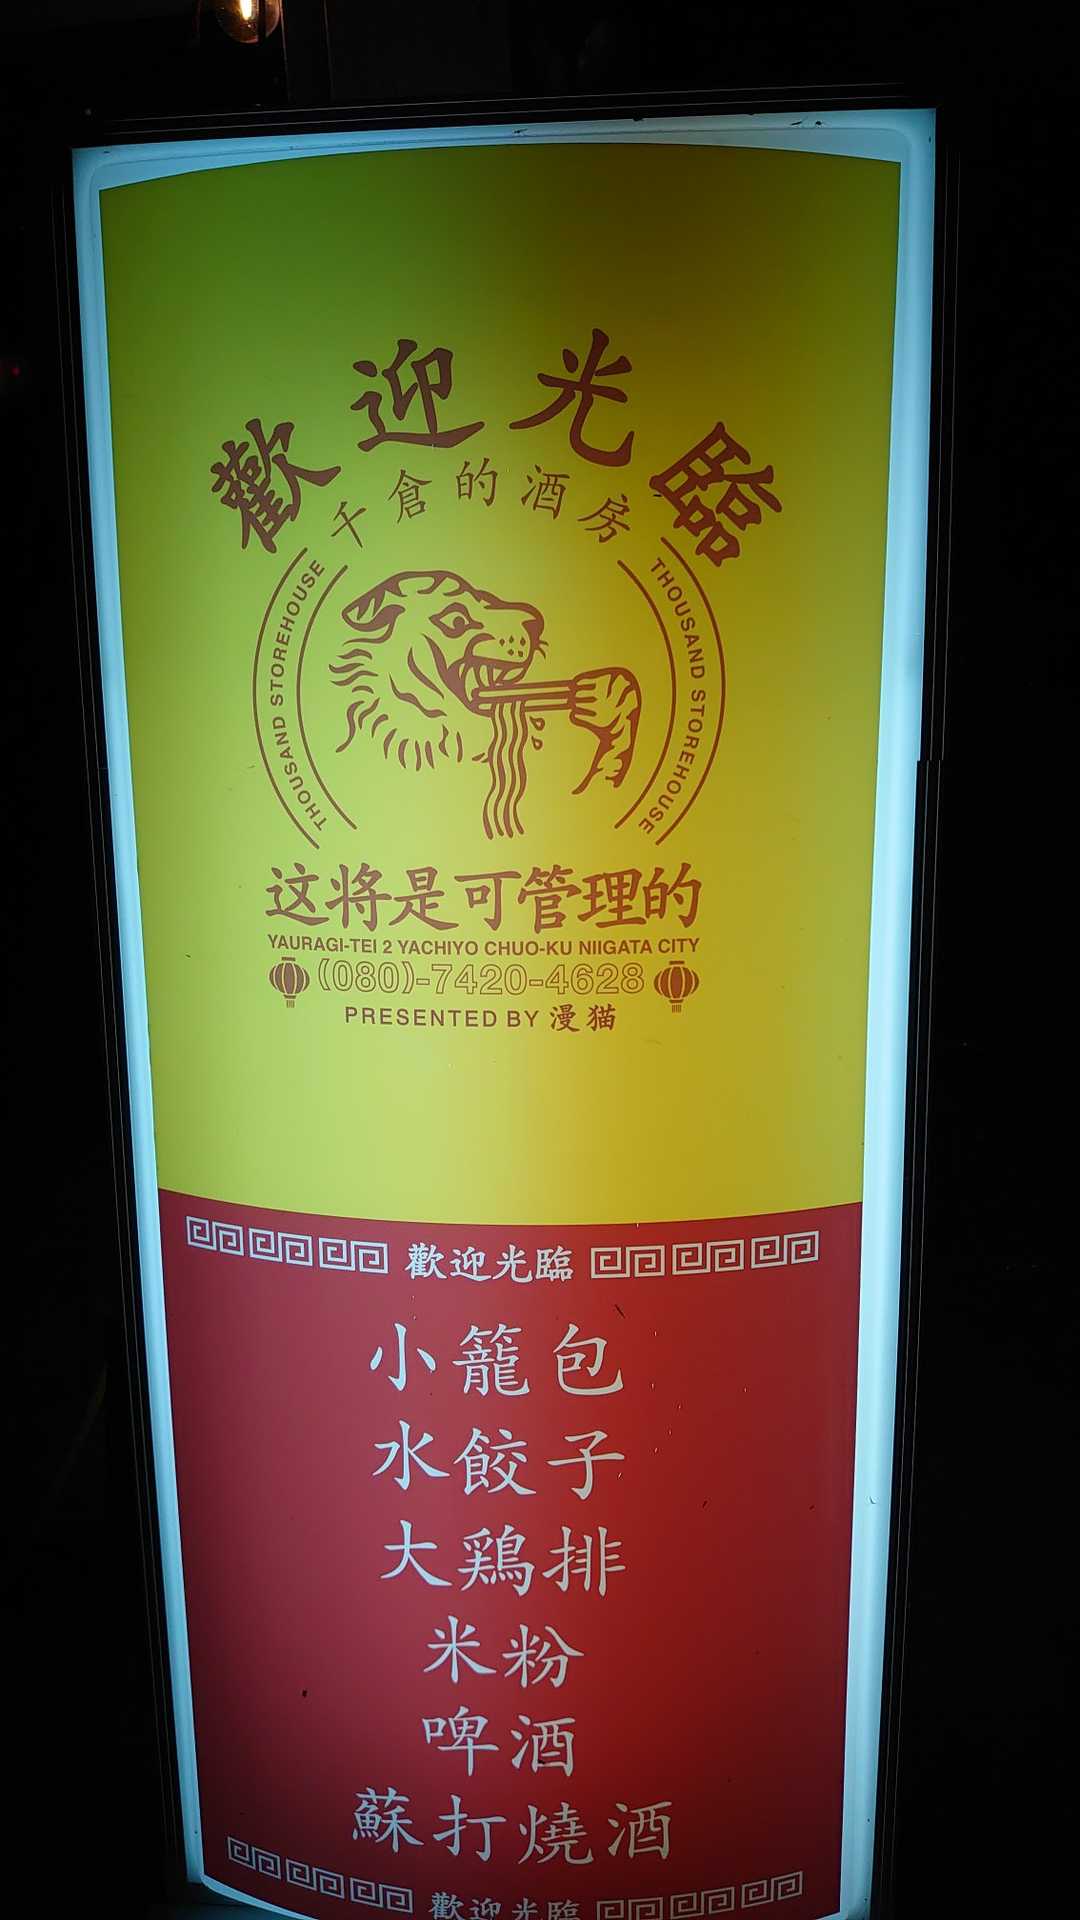 歡迎光臨
千倉的酒房
THOUSAND STOREHOUSE
THOUSAND STOREHOUSE
这将是可管理的
YAURAGI-TEI 2 YACHIYO CHUO-KU NIIGATA CITY
(080)-7420-4628
PRESENTED BY 漫猫
歡迎光臨
小籠包
水餃子
大鶏排
米粉
啤酒
蘇打燒酒
歡迎光臨